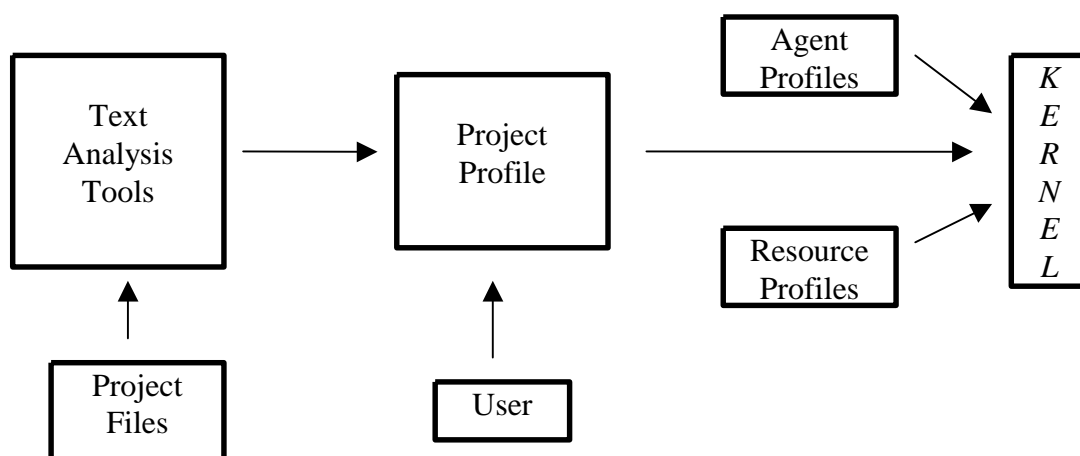 Text
Analysis
Tools
Project
Profile
Agent
Profiles
Resource
Profiles
K
E
R
N
E
L
Project
Files
User